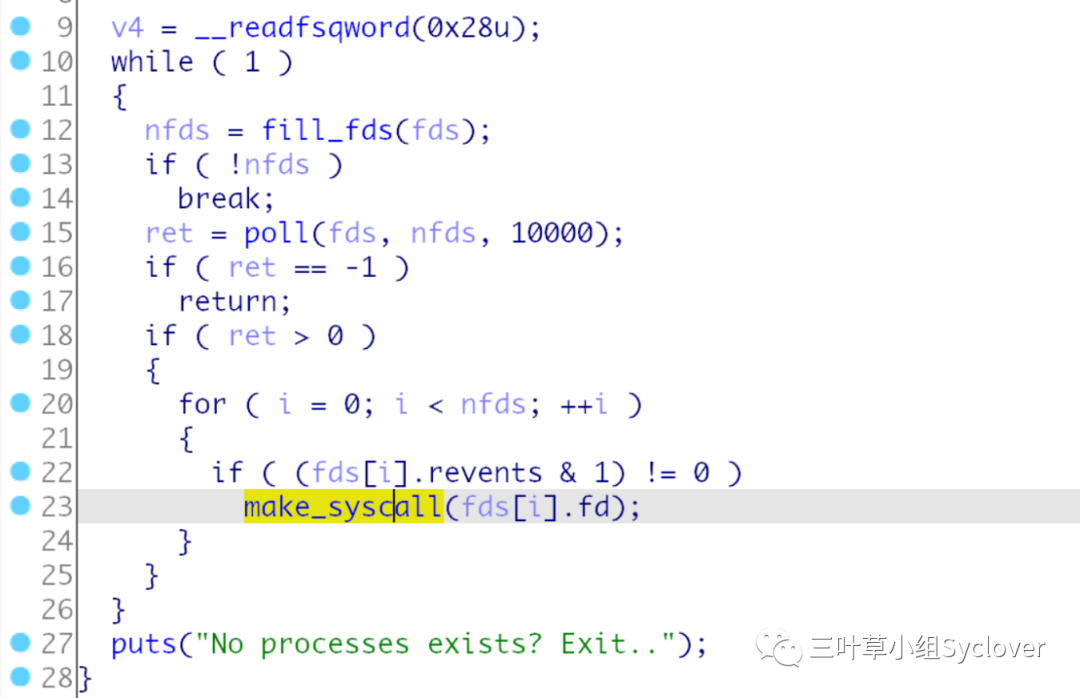 9 v4 = __readfsqword(0x28u);
10 while ( 1 )
11 {
12 nfds = fill_fds(fds);
13 if ( !nfds )
14 break;
15 ret = poll(fds, nfds, 10000);
16 if ( ret == -1 )
17 return;
18 if ( ret > 0 )
19 {
20 for ( i = 0; i < nfds; ++i )
21 {
22 if ( (fds[i].revents & 1) != 0 )
23 make_syscall(fds[i].fd);
24 }
25 }
26 }
27 puts("No processes exists? Exit..");
28 }
三叶草小组Syclover